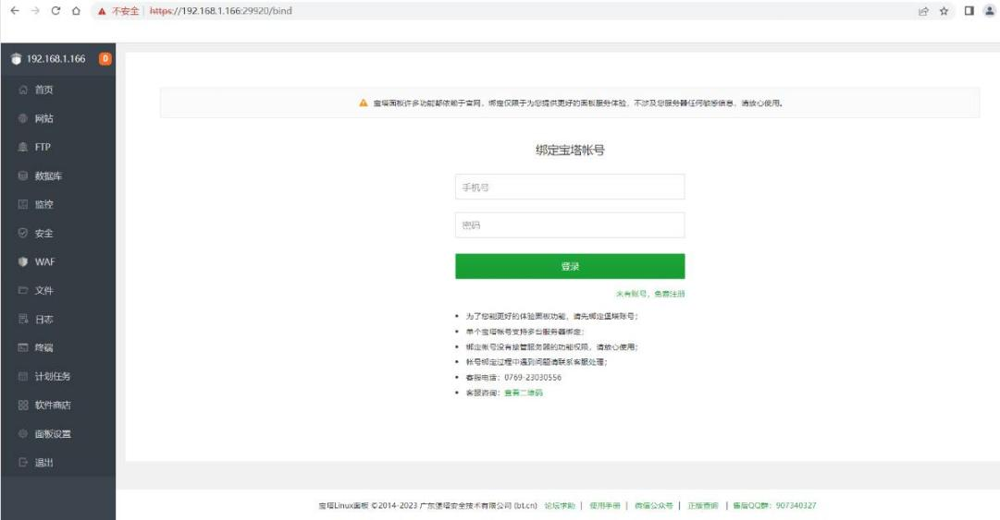 不安全 https://192.168.1.166:29920/bind
192.168.1.166 0
首页
网站
FTP
数据库
监控
安全
WAF
文件
日志
终端
计划任务
软件商店
面板设置
退出
宝塔面板许多功能都依赖于官网，绑定仅限于为您提供更好的面板服务体验，不涉及您服务器任何敏感信息，请放心使用。
绑定宝塔帐号
手机号
密码
登录
未有账号，免费注册
为了您能更好的体验面板功能，请先绑定堡塔账号；
单个宝塔帐号支持多台服务器绑定；
绑定帐号没有接管服务器的功能权限，请放心使用；
帐号绑定过程中遇到问题请联系客服处理；
客服电话：0769-23030556
客服咨询：查看二维码
宝塔Linux面板 ©2014-2023 广东堡塔安全技术有限公司 (bt.cn) 论坛求助 | 使用手册 | 微信公众号 | 正版查询 | 售后QQ群：907340327